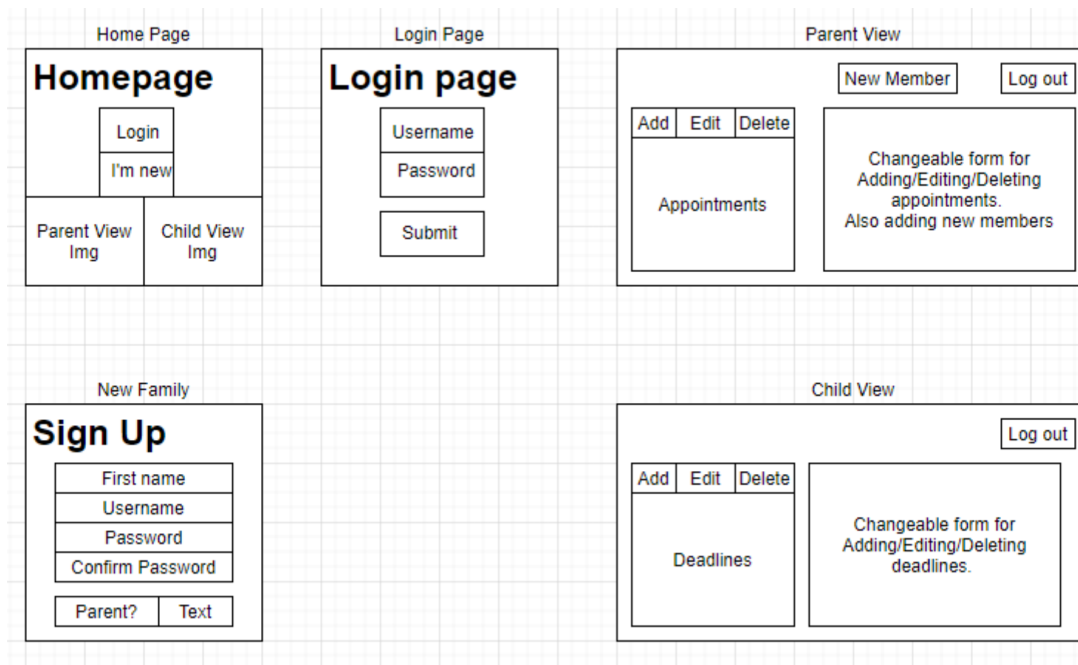 Home Page
Homepage
Login
I'm new
Parent View
Img
Child View
Img
Login Page
Login page
Username
Password
Submit
Parent View
New Member
Log out
Add
Edit
Delete
Appointments
Changeable form for
Adding/Editing/Deleting
appointments.
Also adding new members
New Family
Sign Up
First name
Username
Password
Confirm Password
Parent?
Text
Child View
Log out
Add
Edit
Delete
Deadlines
Changeable form for
Adding/Editing/Deleting
deadlines.